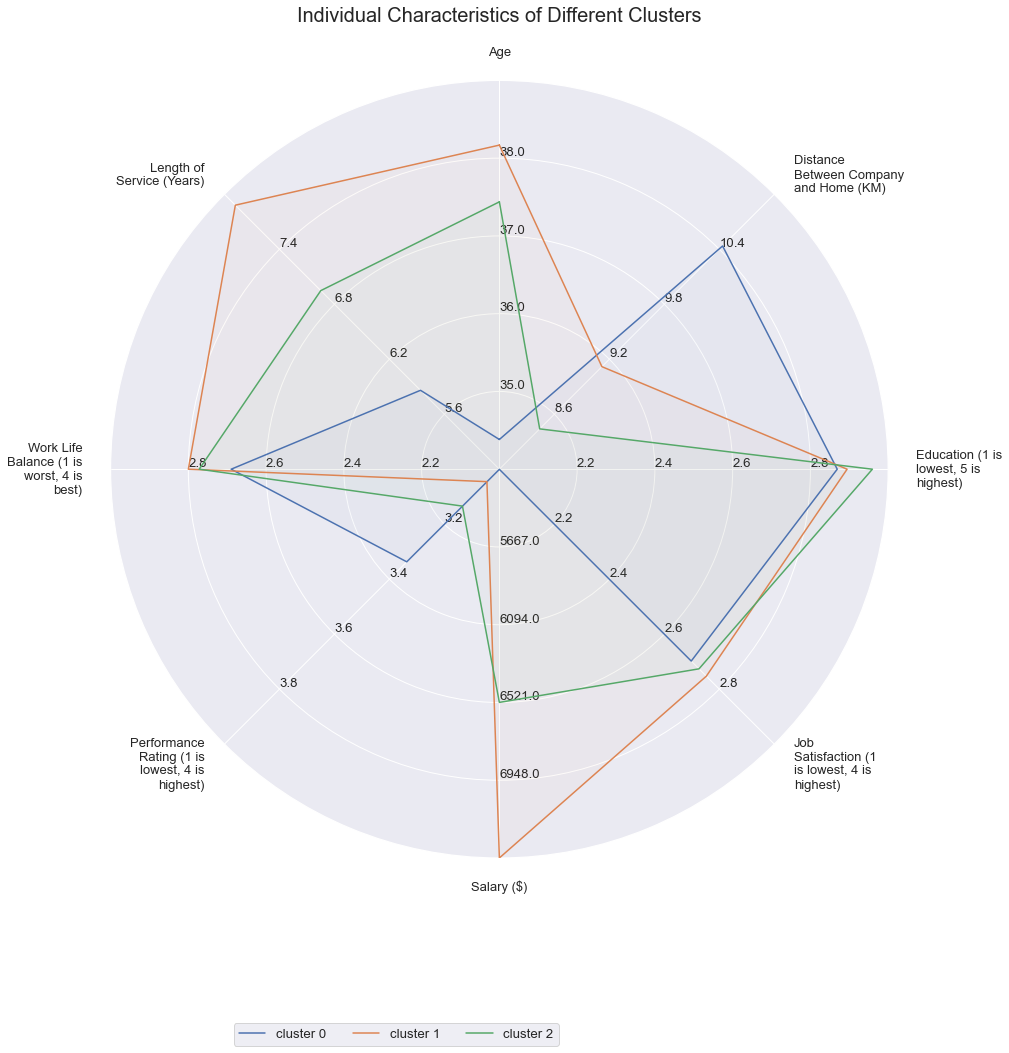 Individual Characteristics of Different Clusters
Age
Distance
Between Company
and Home (KM)
Length of
Service (Years)
38.0
37.0
36.0
35.0
10.4
9.8
9.2
8.6
7.4
6.8
6.2
5.6
Work Life
Balance (1 is
worst, 4 is
best)
2.8
2.6
2.4
2.2
2.2
2.4
2.6
2.8
Education (1 is
lowest, 5 is
highest)
3.2
3.4
3.6
3.8
5667.0
6094.0
6521.0
6948.0
2.2
2.4
2.6
2.8
Performance
Rating (1 is
lowest, 4 is
highest)
Job
Satisfaction (1
is lowest, 4 is
highest)
Salary ($)
cluster 0
cluster 1
cluster 2